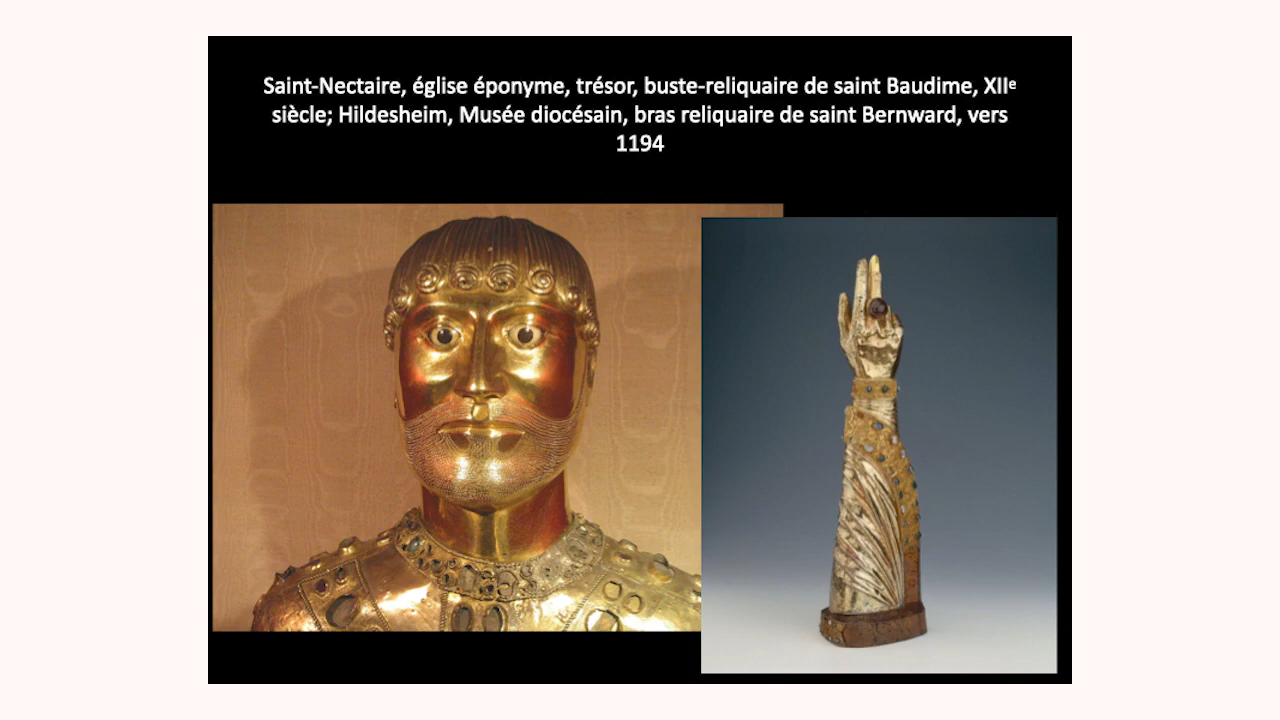 Saint-Nectaire, église éponyme, trésor, buste-reliquaire de saint Baudime, XIIᵉ
siècle; Hildesheim, Musée diocésain, bras reliquaire de saint Bernward, vers
1194